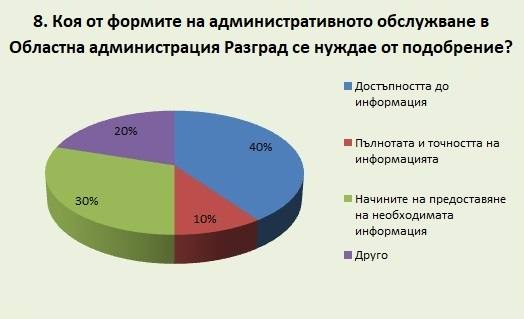 8. Коя от формите на административното обслужване в
Областна администрация Разград се нуждае от подобрение?
20%
40%
30%
10%
Достъпността до
информация
Пълнотата и точността на
информацията
Начините на предоставяне
на необходимата
информация
Друго